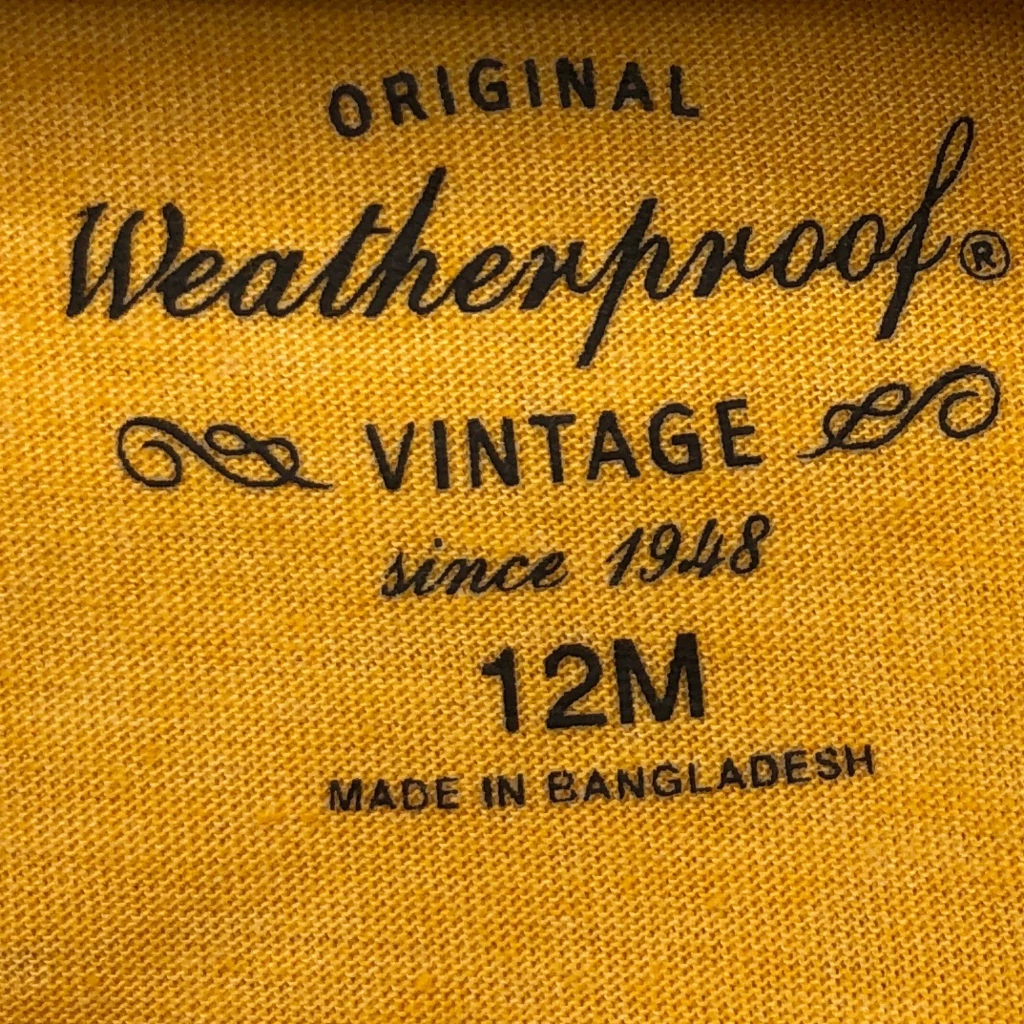 ORIGINAL
Weatherproof®
VINTAGE
since 1948
12M
MADE IN BANGLADESH